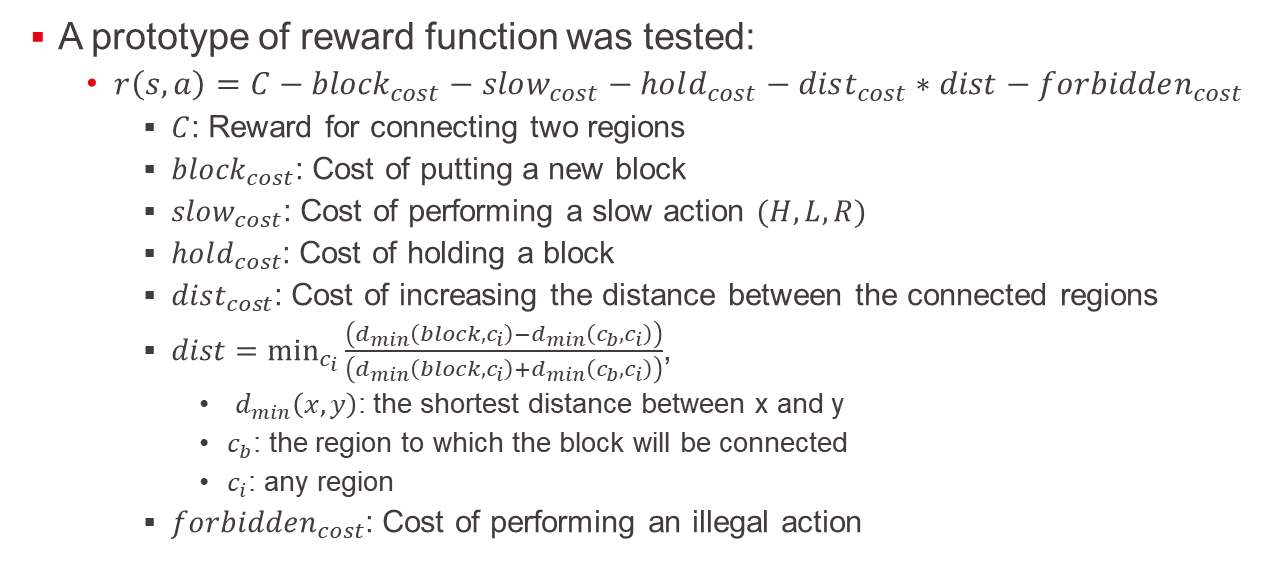 ▪ A prototype of reward function was tested:
• r(s, a) = C − block_cost − slow_cost − hold_cost − dist_cost ∗ dist − forbidden_cost
▪ C: Reward for connecting two regions
▪ block_cost: Cost of putting a new block
▪ slow_cost: Cost of performing a slow action (H, L, R)
▪ hold_cost: Cost of holding a block
▪ dist_cost: Cost of increasing the distance between the connected regions
▪ dist = min_{c_i} (d_min(block,c_i)−d_min(c_b,c_i)) / (d_min(block,c_i)+d_min(c_b,c_i)),
• d_min(x, y): the shortest distance between x and y
• c_b: the region to which the block will be connected
• c_i: any region
▪ forbidden_cost: Cost of performing an illegal action